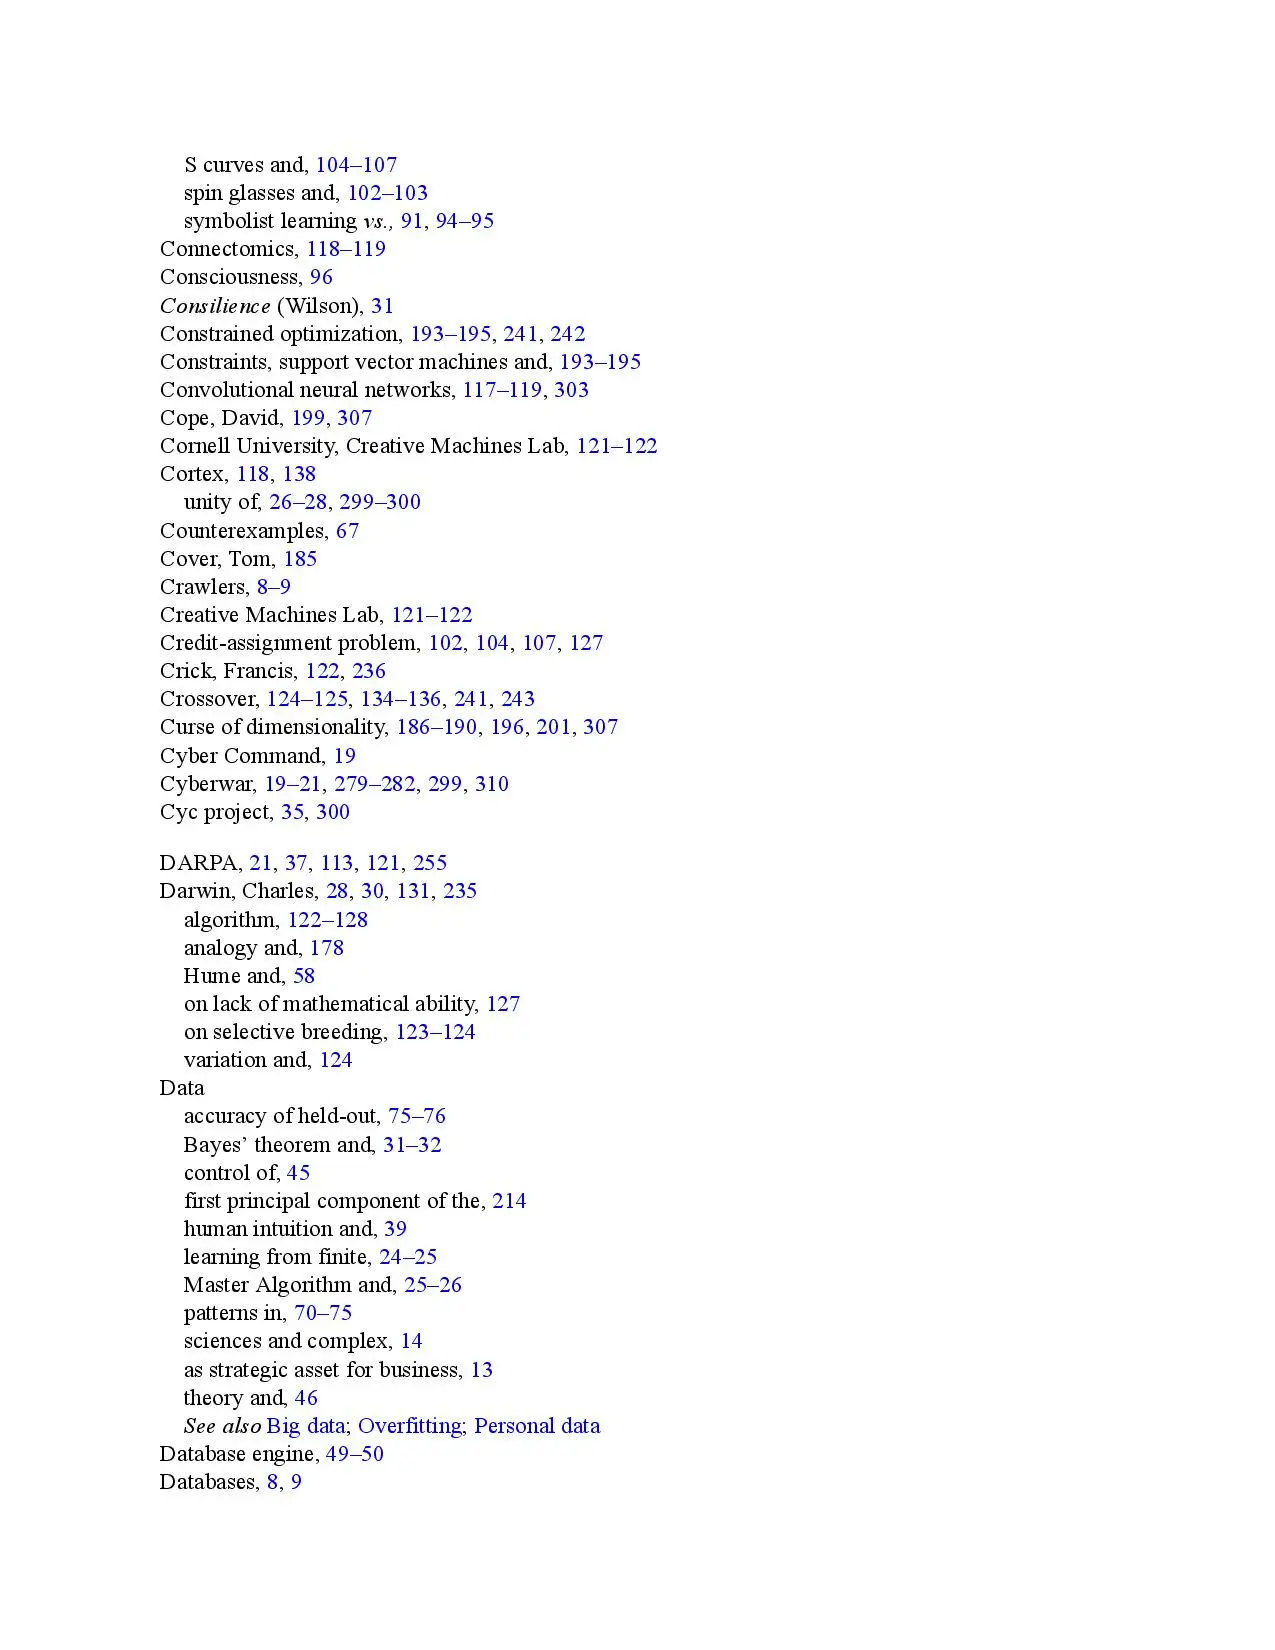 S curves and, 104–107
spin glasses and, 102–103
symbolist learning vs., 91, 94–95
Connectomics, 118–119
Consciousness, 96
Consilience (Wilson), 31
Constrained optimization, 193–195, 241, 242
Constraints, support vector machines and, 193–195
Convolutional neural networks, 117–119, 303
Cope, David, 199, 307
Cornell University, Creative Machines Lab, 121–122
Cortex, 118, 138
unity of, 26–28, 299–300
Counterexamples, 67
Cover, Tom, 185
Crawlers, 8–9
Creative Machines Lab, 121–122
Credit-assignment problem, 102, 104, 107, 127
Crick, Francis, 122, 236
Crossover, 124–125, 134–136, 241, 243
Curse of dimensionality, 186–190, 196, 201, 307
Cyber Command, 19
Cyberwar, 19–21, 279–282, 299, 310
Cyc project, 35, 300
DARPA, 21, 37, 113, 121, 255
Darwin, Charles, 28, 30, 131, 235
algorithm, 122–128
analogy and, 178
Hume and, 58
on lack of mathematical ability, 127
on selective breeding, 123–124
variation and, 124
Data
accuracy of held-out, 75–76
Bayes’ theorem and, 31–32
control of, 45
first principal component of the, 214
human intuition and, 39
learning from finite, 24–25
Master Algorithm and, 25–26
patterns in, 70–75
sciences and complex, 14
as strategic asset for business, 13
theory and, 46
See also Big data; Overfitting; Personal data
Database engine, 49–50
Databases, 8, 9